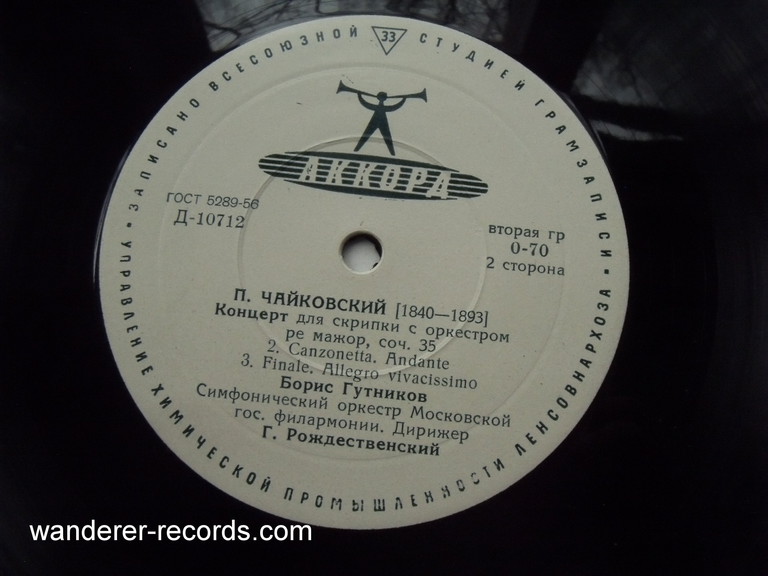 ЗАПИСАНО ВСЕСОЮЗНОЙ 33 СТУДИЕЙ ГРАМЗАПИСИ
АККОРД
ГОСТ 5289-56
Д-10712
вторая гр
0-70
2 сторона
П. ЧАЙКОВСКИЙ [1840—1893]
Концерт для скрипки с оркестром
ре мажор, соч. 35
2. Canzonetta. Andante
3. Finale. Allegro vivacissimo
Борис Гутников
Симфонический оркестр Московской
гос. филармонии. Дирижер
Г. Рождественский
• УПРАВЛЕНИЕ ХИМИЧЕСКОЙ ПРОМЫШЛЕННОСТИ ЛЕНСОВНАРХОЗА •
wanderer-records.com